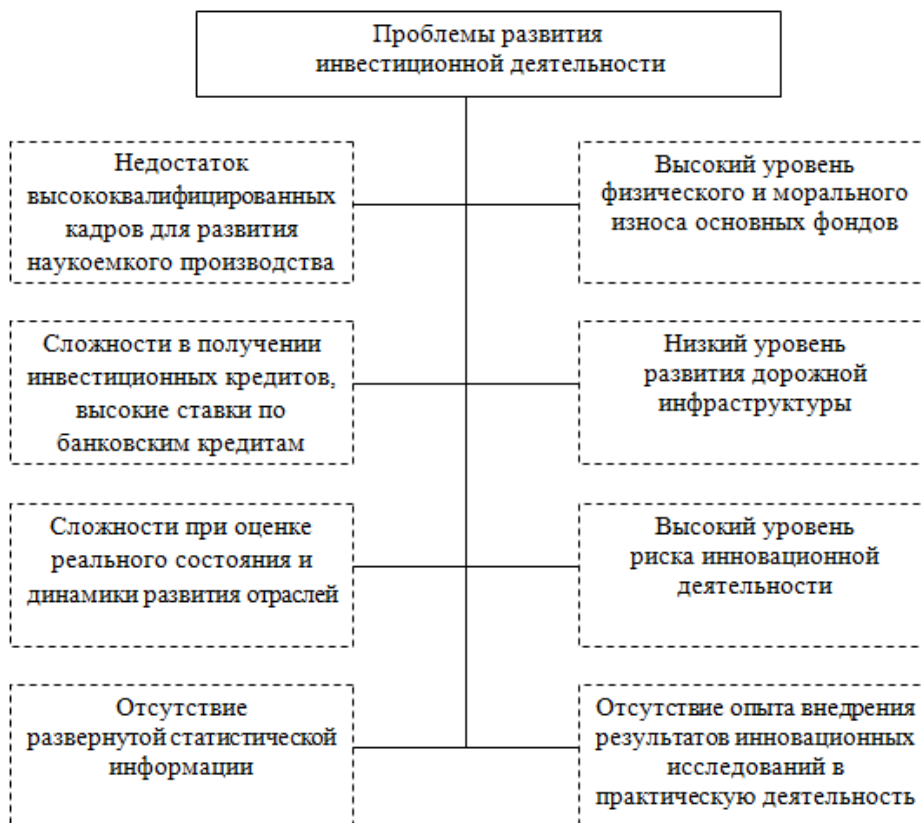 Проблемы развития
инвестиционной деятельности
Недостаток
высококвалифицированных
кадров для развития
наукоемкого производства
Высокий уровень
физического и морального
износа основных фондов
Сложности в получении
инвестиционных кредитов,
высокие ставки по
банковским кредитам
Низкий уровень
развития дорожной
инфраструктуры
Сложности при оценке
реального состояния и
динамики развития отраслей
Высокий уровень
риска инновационной
деятельности
Отсутствие
развернутой статистической
информации
Отсутствие опыта внедрения
результатов инновационных
исследований в
практическую деятельность